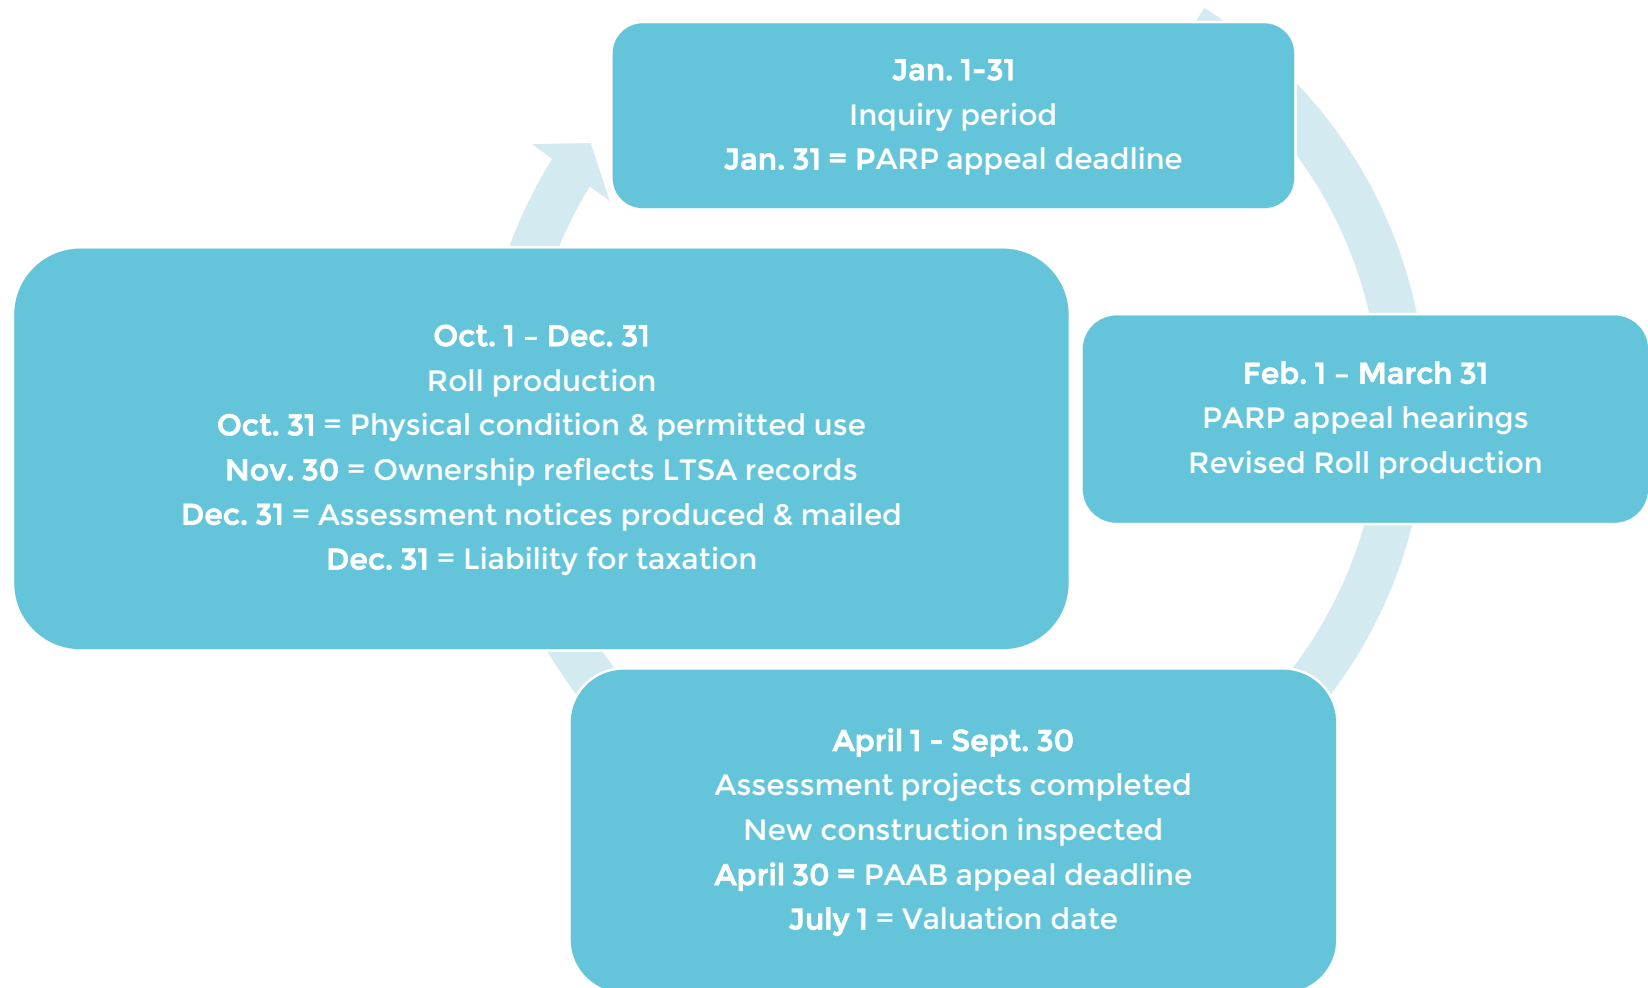 Jan. 1-31
Inquiry period
Jan. 31 = PARP appeal deadline
Feb. 1 – March 31
PARP appeal hearings
Revised Roll production
April 1 - Sept. 30
Assessment projects completed
New construction inspected
April 30 = PAAB appeal deadline
July 1 = Valuation date
Oct. 1 – Dec. 31
Roll production
Oct. 31 = Physical condition & permitted use
Nov. 30 = Ownership reflects LTSA records
Dec. 31 = Assessment notices produced & mailed
Dec. 31 = Liability for taxation